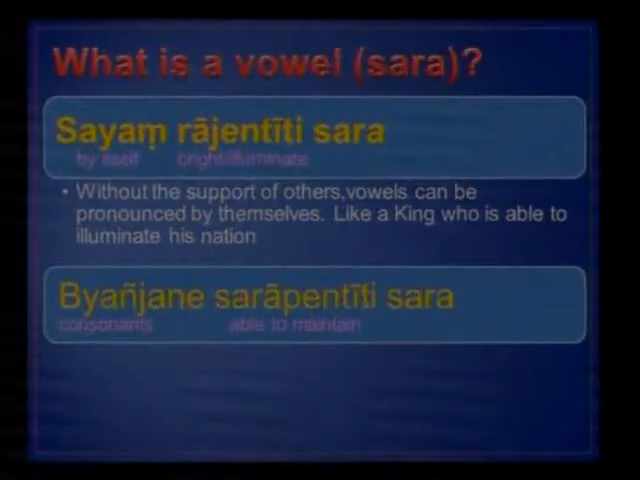 What is a vowel (sara)?
Sayaṃ rājentīti sara
by itself bright/illuminate
• Without the support of others,vowels can be
pronounced by themselves. Like a King who is able to
illuminate his nation
Byañjane sarāpentīti sara
consonants able to maintain